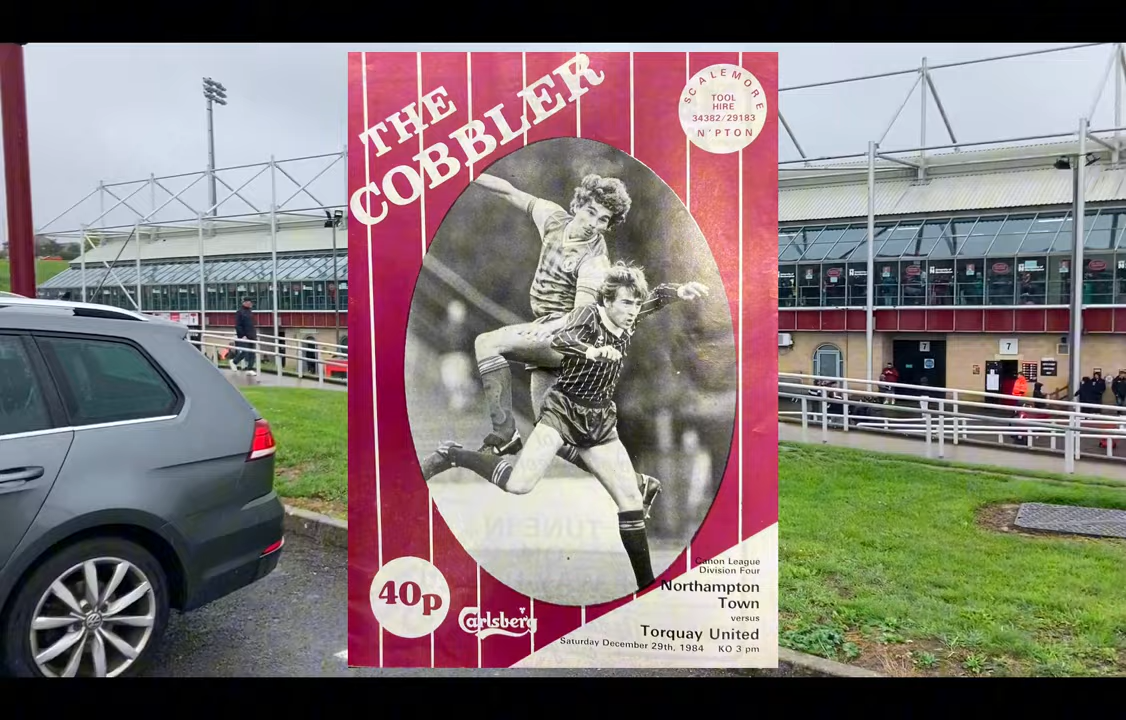 THE
COBBLER
SCALEMORE
TOOL
HIRE
34382/29183
N'PTON
40p
Carlsberg
Canon League
Division Four
Northampton
Town
versus
Torquay United
Saturday December 29th, 1984 KO 3 pm
7
7